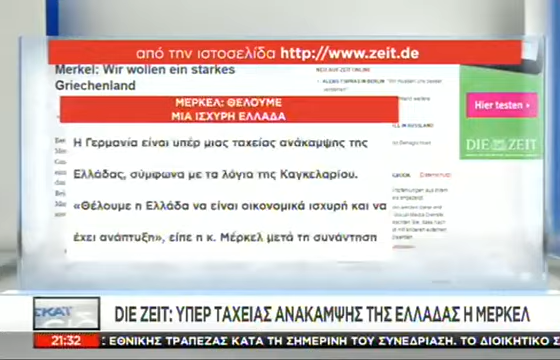 από την ιστοσελίδα http://www.zeit.de
Merkel: Wir wollen ein starkes
Griechenland
ΜΕΡΚΕΛ: ΘΕΛΟΥΜΕ
ΜΙΑ ΙΣΧΥΡΗ ΕΛΛΑΔΑ
Η Γερμανία είναι υπέρ μιας ταχείας ανάκαμψης της
Ελλάδας, σύμφωνα με τα λόγια της Καγκελαρίου.
«Θέλουμε η Ελλάδα να είναι οικονομικά ισχυρή και να
έχει ανάπτυξη», είπε η κ. Μέρκελ μετά τη συνάντηση
Hier testen ›
DIE ZEIT
ΣΚΑΪ
DIE ZEIT: ΥΠΕΡ ΤΑΧΕΙΑΣ ΑΝΑΚΑΜΨΗΣ ΤΗΣ ΕΛΛΑΔΑΣ Η ΜΕΡΚΕΛ
21:32 ΕΘΝΙΚΗΣ ΤΡΑΠΕΖΑΣ ΚΑΤΑ ΤΗ ΣΗΜΕΡΙΝΗ ΤΟΥ ΣΥΝΕΔΡΙΑΣΗ. ΤΟ ΔΙΟΙΚΗΤΙΚΟ